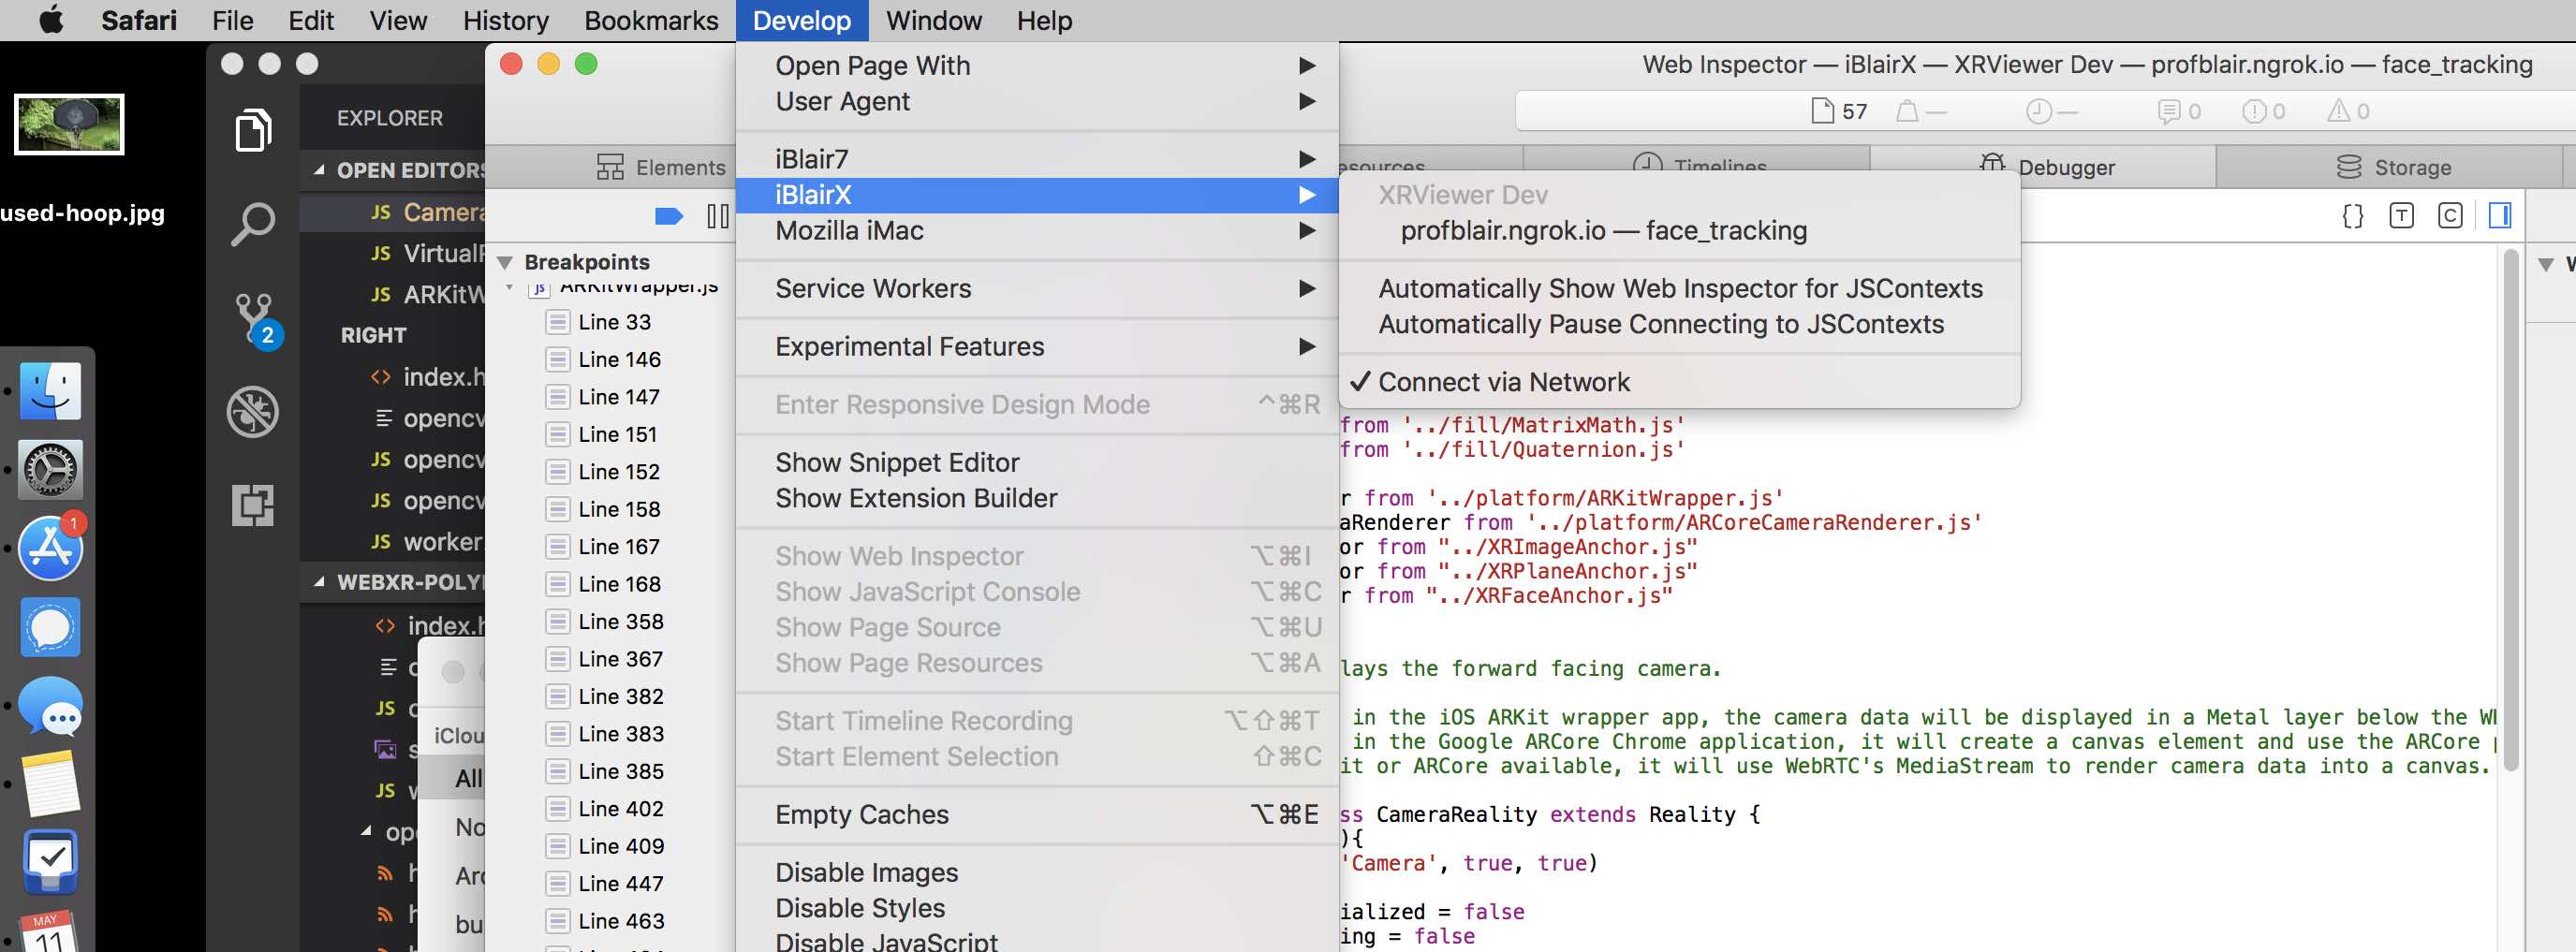 Safari File Edit View History Bookmarks Develop Window Help
used-hoop.jpg
EXPLORER
OPEN EDITORS
JS Camera
JS
JS
RIGHT
2
JS
JS
JS worker
WEBXR-POLY
JS
JS
1
MAY
11
iClou
All
No
Breakpoints
ARKitWrapper.js
Line 33
Line 146
Line 147
Line 151
Line 152
Line 158
Line 167
Line 168
Line 358
Line 367
Line 382
Line 383
Line 385
Line 402
Line 409
Line 447
Line 463
Elements
Open Page With
User Agent
iBlair7
iBlairX
Mozilla iMac
Service Workers
Experimental Features
Enter Responsive Design Mode ^⌘R
Show Snippet Editor
Show Extension Builder
Show Web Inspector ⌥⌘I
Show JavaScript Console ⌥⌘C
Show Page Source ⌥⌘U
Show Page Resources ⌥⌘A
Start Timeline Recording ⌥⇧⌘T
Start Element Selection ⇧⌘C
Empty Caches ⌥⌘E
Disable Images
Disable Styles
Disable JavaScript
XRViewer Dev
profblair.ngrok.io — face_tracking
Automatically Show Web Inspector for JSContexts
Automatically Pause Connecting to JSContexts
✓ Connect via Network
Web Inspector — iBlairX — XRViewer Dev — profblair.ngrok.io — face_tracking
57 — — 0 0 0
esources Timelines Debugger Storage
{} T C
from '../fill/MatrixMath.js'
from '../fill/Quaternion.js'
r from '../platform/ARKitWrapper.js'
aRenderer from '../platform/ARCoreCameraRenderer.js'
or from "../XRImageAnchor.js"
or from "../XRPlaneAnchor.js"
r from "../XRFaceAnchor.js"
lays the forward facing camera.
in the iOS ARKit wrapper app, the camera data will be displayed in a Metal layer below the
in the Google ARCore Chrome application, it will create a canvas element and use the ARCore
it or ARCore available, it will use WebRTC's MediaStream to render camera data into a canvas.
ss CameraReality extends Reality {
){
'Camera', true, true)
ialized = false
ing = false